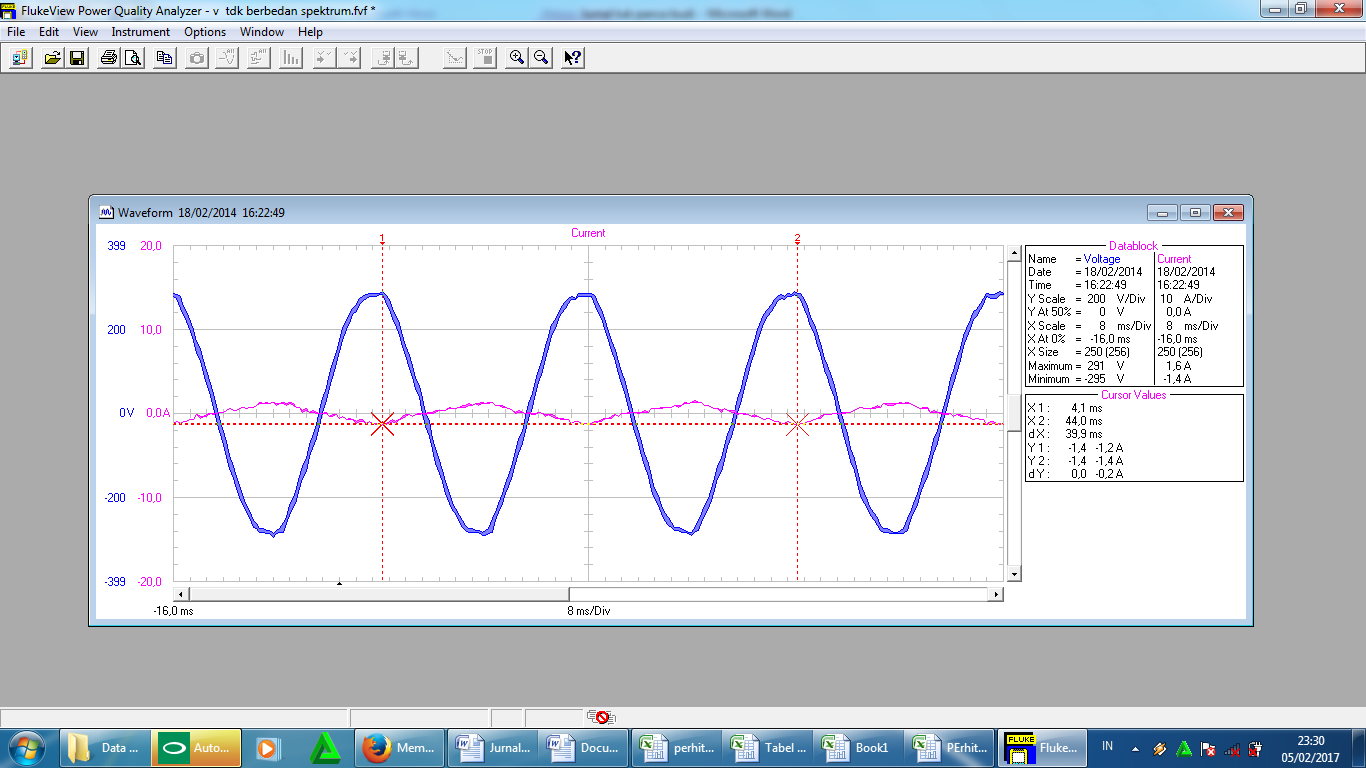 FlukeView Power Quality Analyzer - v  tdk berbedan spektrum.fvf *
File Edit View Instrument Options Window Help
STOP
Waveform 18/02/2014 16:22:49
Current
1 2
399 20,0
200 10,0
0 V 0,0 A
-200 -10,0
-399 -20,0
-16,0 ms 8 ms/Div
Datablock
Name = Voltage Current
Date = 18/02/2014 18/02/2014
Time = 16:22:49 16:22:49
Y Scale = 200 V/Div 10 A/Div
Y At 50% = 0 V 0,0 A
X Scale = 8 ms/Div 8 ms/Div
X At 0% = -16,0 ms -16,0 ms
X Size = 250 (256) 250 (256)
Maximum = 291 V 1,6 A
Minimum = -295 V -1,4 A
Cursor Values
X 1 : 4,1 ms
X 2 : 44,0 ms
d X : 39,9 ms
Y 1 : -1,4 -1,2 A
Y 2 : -1,4 -1,4 A
d Y : 0,0 -0,2 A
Data ... Auto... Mem... Jurnal... Docu... perhit... Tabel ... Book1 PErhit... FLUKE Fluke... IN 23:30
05/02/2017